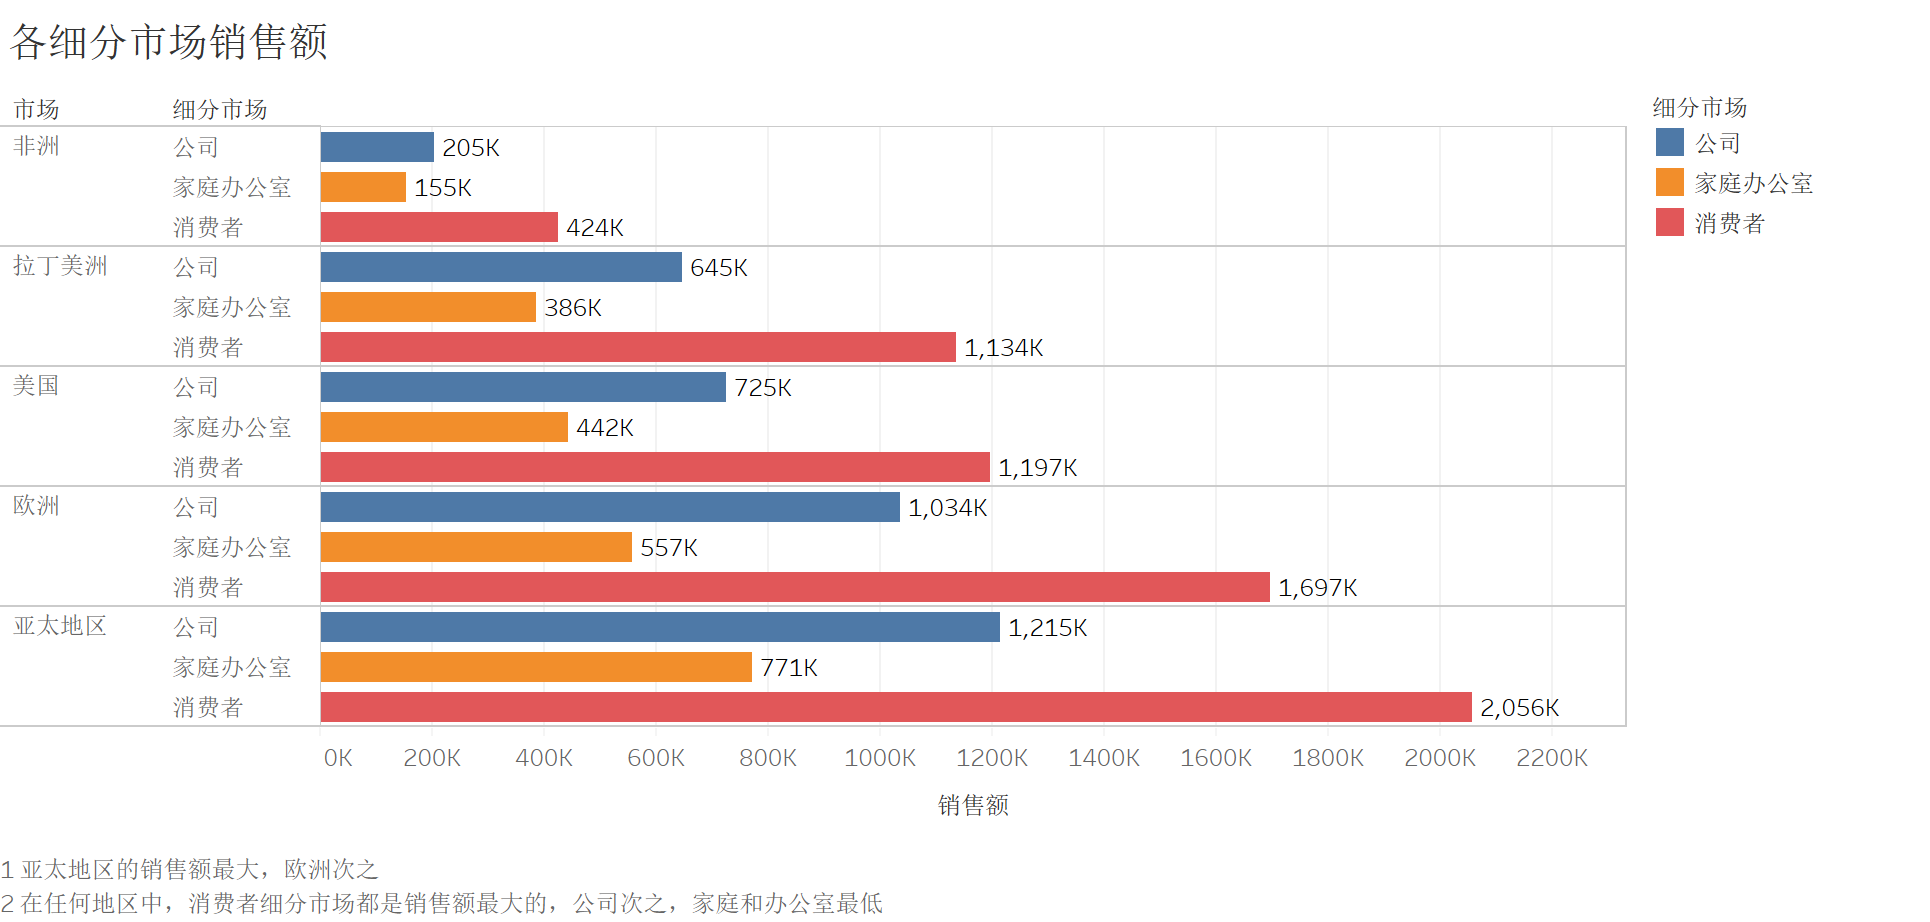 各细分市场销售额
市场 细分市场
非洲 公司 205K
家庭办公室 155K
消费者 424K
拉丁美洲 公司 645K
家庭办公室 386K
消费者 1,134K
美国 公司 725K
家庭办公室 442K
消费者 1,197K
欧洲 公司 1,034K
家庭办公室 557K
消费者 1,697K
亚太地区 公司 1,215K
家庭办公室 771K
消费者 2,056K
0K 200K 400K 600K 800K 1000K 1200K 1400K 1600K 1800K 2000K 2200K
销售额
细分市场
公司
家庭办公室
消费者
1 亚太地区的销售额最大，欧洲次之
2 在任何地区中，消费者细分市场都是销售额最大的，公司次之，家庭和办公室最低